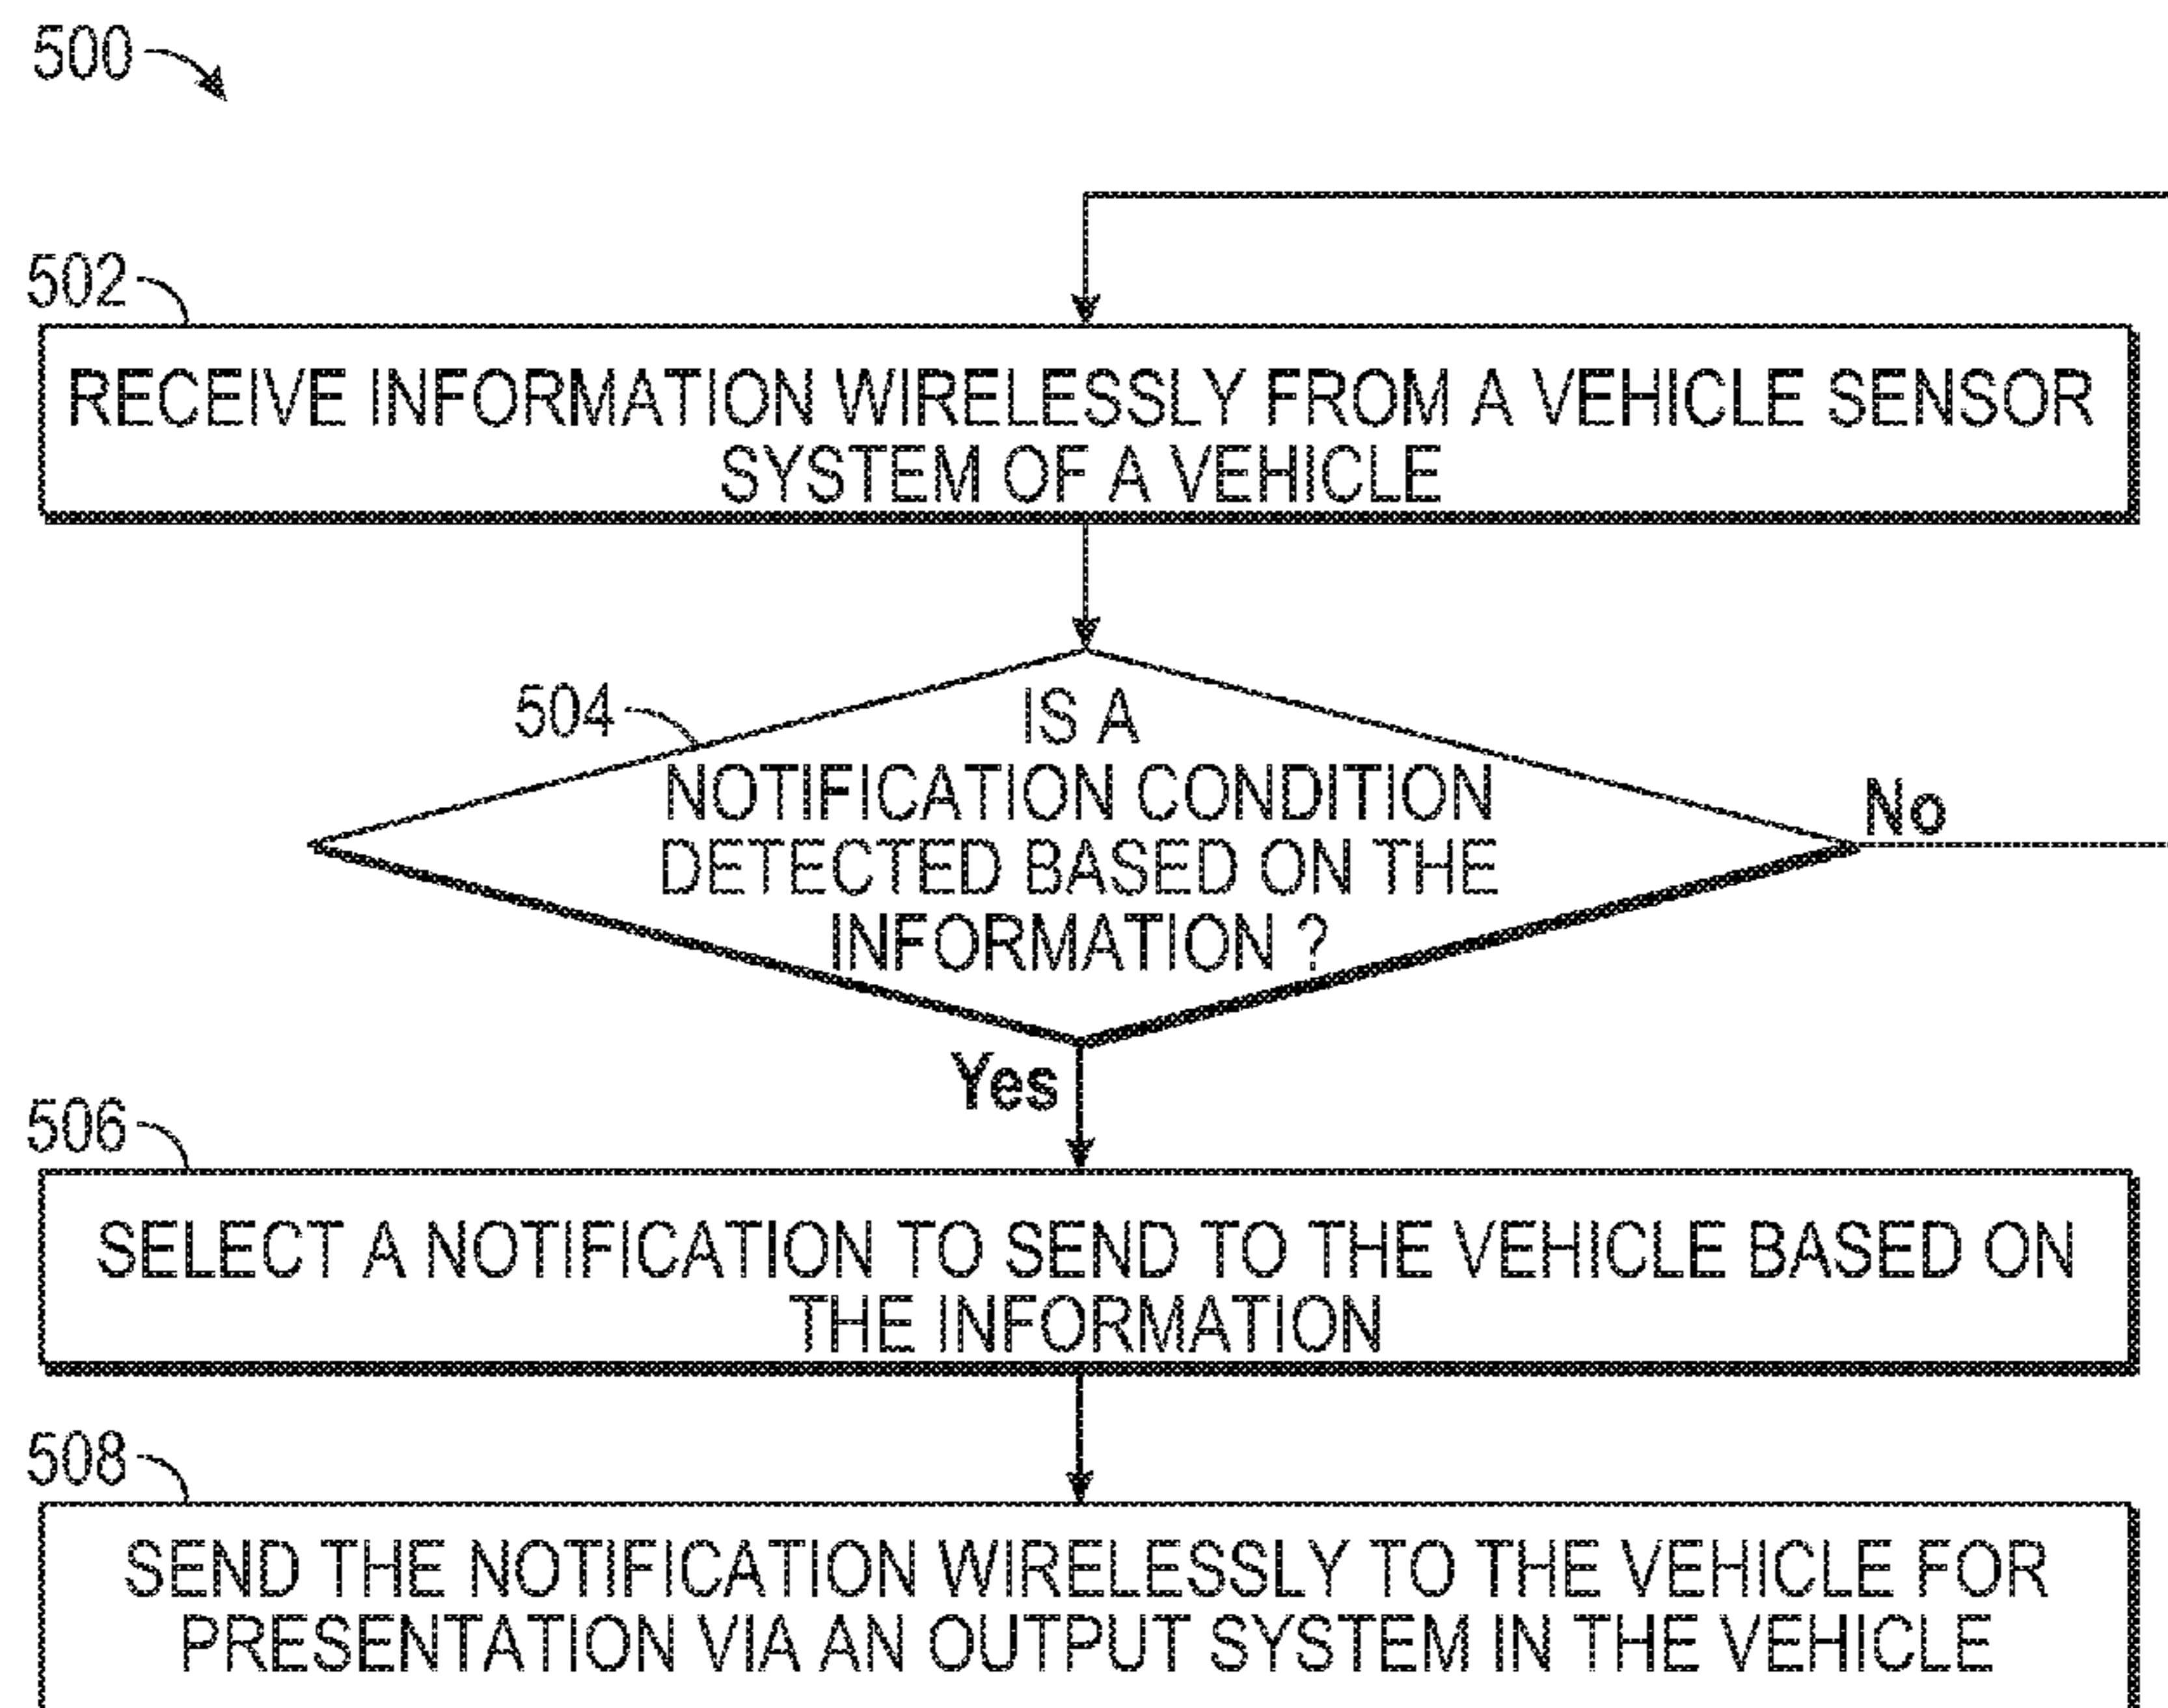 500
502
RECEIVE INFORMATION WIRELESSLY FROM A VEHICLE SENSOR
SYSTEM OF A VEHICLE
504
IS A
NOTIFICATION CONDITION
DETECTED BASED ON THE
INFORMATION ?
No
Yes
506
SELECT A NOTIFICATION TO SEND TO THE VEHICLE BASED ON
THE INFORMATION
508
SEND THE NOTIFICATION WIRELESSLY TO THE VEHICLE FOR
PRESENTATION VIA AN OUTPUT SYSTEM IN THE VEHICLE